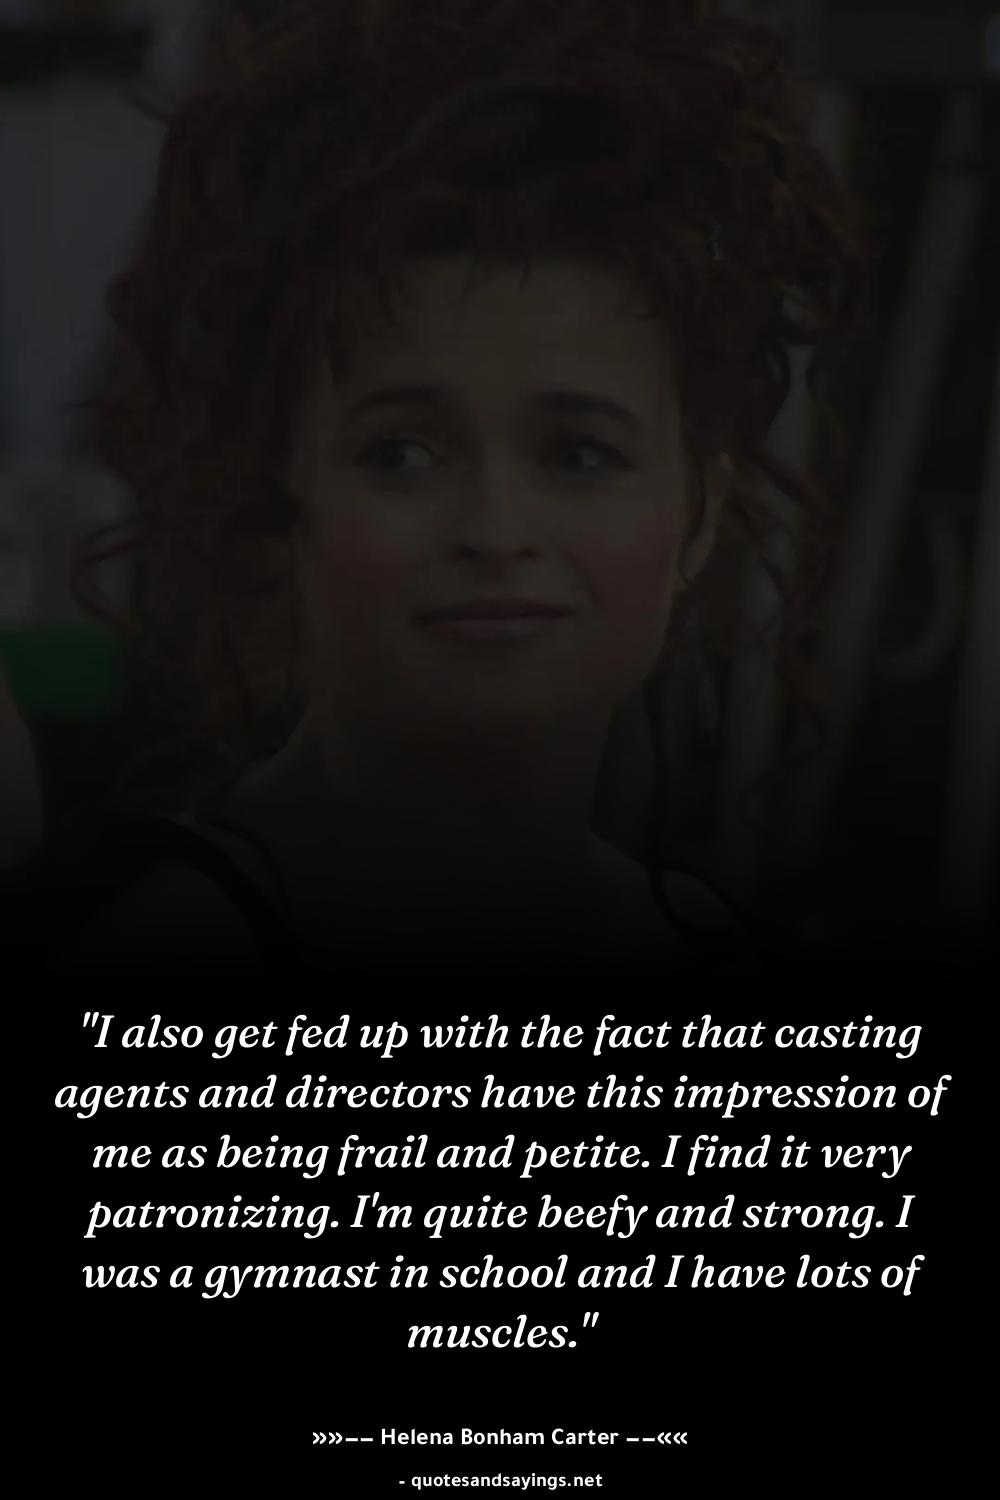 "I also get fed up with the fact that casting
agents and directors have this impression of
me as being frail and petite. I find it very
patronizing. I'm quite beefy and strong. I
was a gymnast in school and I have lots of
muscles."
»»−− Helena Bonham Carter −−««
- quotesandsayings.net